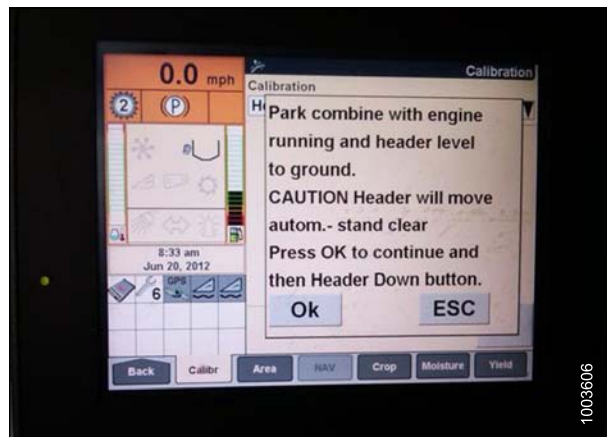 0.0 mph
Calibration
2
P
Calibration
He
Park combine with engine
running and header level
to ground.
CAUTION Header will move
autom.- stand clear
Press OK to continue and
then Header Down button.
Ok
ESC
8:33 am
Jun 20, 2012
6
GPS
Back
Calibr
Area
NAV
Crop
Moisture
Yield
1003606